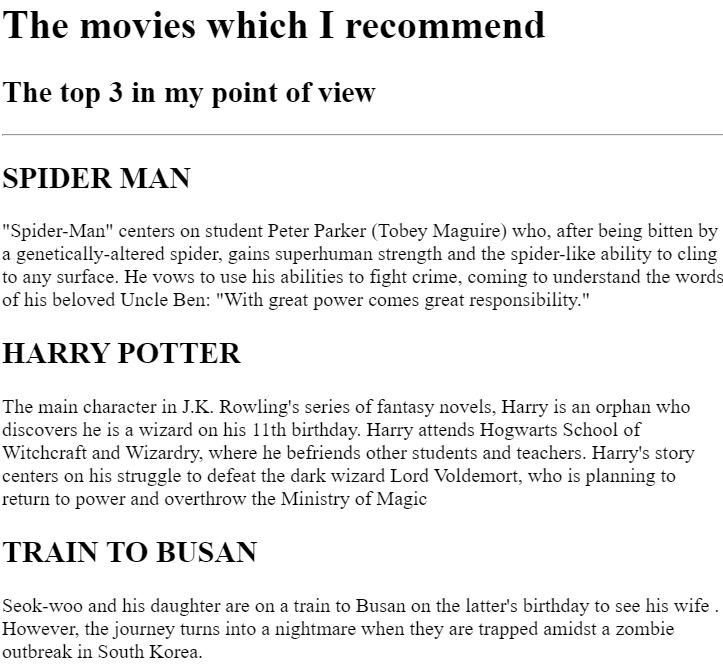 The movies which I recommend
The top 3 in my point of view
SPIDER MAN
"Spider-Man" centers on student Peter Parker (Tobey Maguire) who, after being bitten by
a genetically-altered spider, gains superhuman strength and the spider-like ability to cling
to any surface. He vows to use his abilities to fight crime, coming to understand the words
of his beloved Uncle Ben: "With great power comes great responsibility."
HARRY POTTER
The main character in J.K. Rowling's series of fantasy novels, Harry is an orphan who
discovers he is a wizard on his 11th birthday. Harry attends Hogwarts School of
Witchcraft and Wizardry, where he befriends other students and teachers. Harry's story
centers on his struggle to defeat the dark wizard Lord Voldemort, who is planning to
return to power and overthrow the Ministry of Magic
TRAIN TO BUSAN
Seok-woo and his daughter are on a train to Busan on the latter's birthday to see his wife .
However, the journey turns into a nightmare when they are trapped amidst a zombie
outbreak in South Korea.